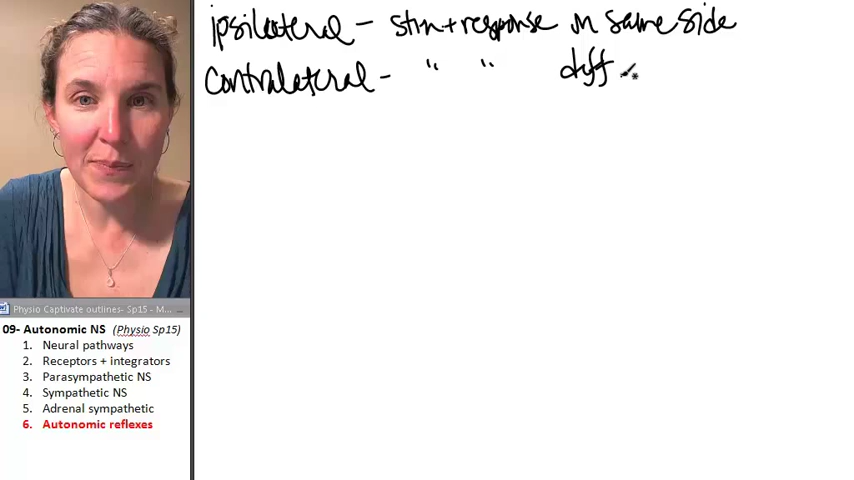 ipsilateral – stim + response on same side
contralateral – " " diff
Physio Captivate outlines- Sp15 - M...
09- Autonomic NS (Physio Sp15)
1. Neural pathways
2. Receptors + integrators
3. Parasympathetic NS
4. Sympathetic NS
5. Adrenal sympathetic
6. Autonomic reflexes